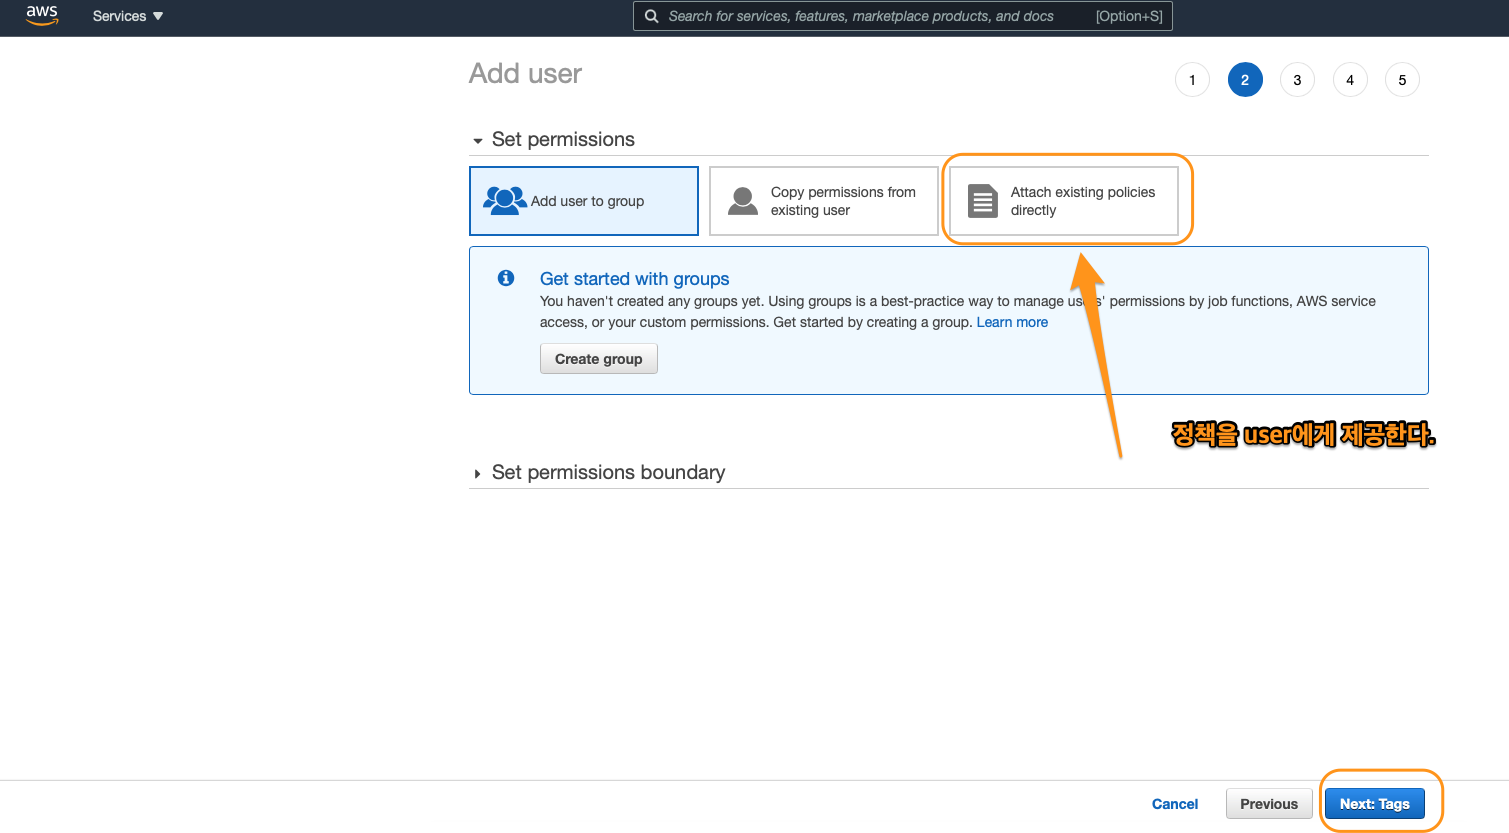 aws
Services
Search for services, features, marketplace products, and docs
[Option+S]
Add user
1
2
3
4
5
Set permissions
Add user to group
Copy permissions from
existing user
Attach existing policies
directly
Get started with groups
You haven't created any groups yet. Using groups is a best-practice way to manage users' permissions by job functions, AWS service
access, or your custom permissions. Get started by creating a group. Learn more
Create group
정책을 user에게 제공한다.
Set permissions boundary
Cancel
Previous
Next: Tags